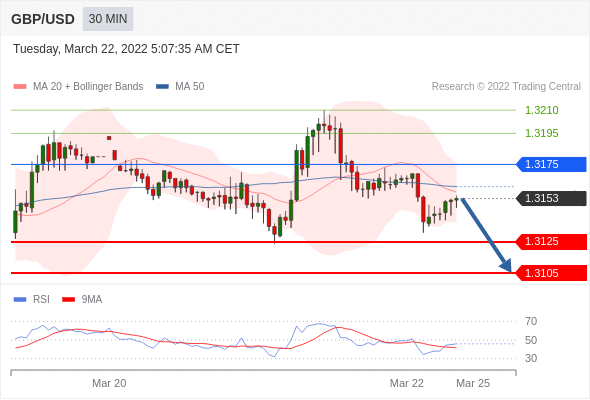 GBP/USD 30 MIN
Tuesday, March 22, 2022 5:07:35 AM CET
MA 20 + Bollinger Bands MA 50 Research © 2022 Trading Central
1.3210
1.3195
1.3175
1.3153
1.3125
1.3105
RSI 9MA
70
50
30
Mar 20 Mar 22 Mar 25